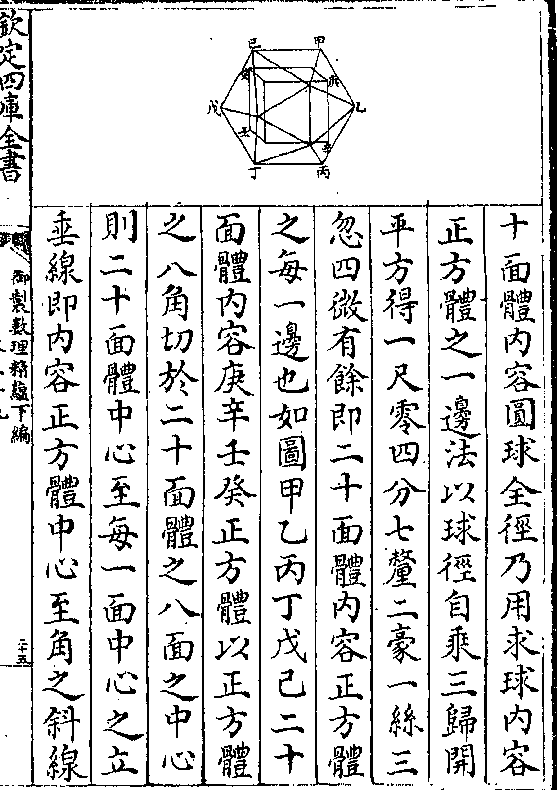 十面體内容圓球全徑乃用求球内容
正方體之一邊法以球徑自乘三歸開
平方得一尺零四分七釐二豪一絲三
忽四微有餘即二十面體内容正方體
之每一邊也如圖甲乙丙丁戊己二十
面體内容庚辛壬癸正方體以正方體
之八角切於二十面體之八面之中心
則二十面體中心至每一面中心之立
垂線即内容正方體中心至角之斜線
欽定四庫全書
御製數理精藴下編
二十五
己
甲
戊
乙
壬
辛
丁
丙